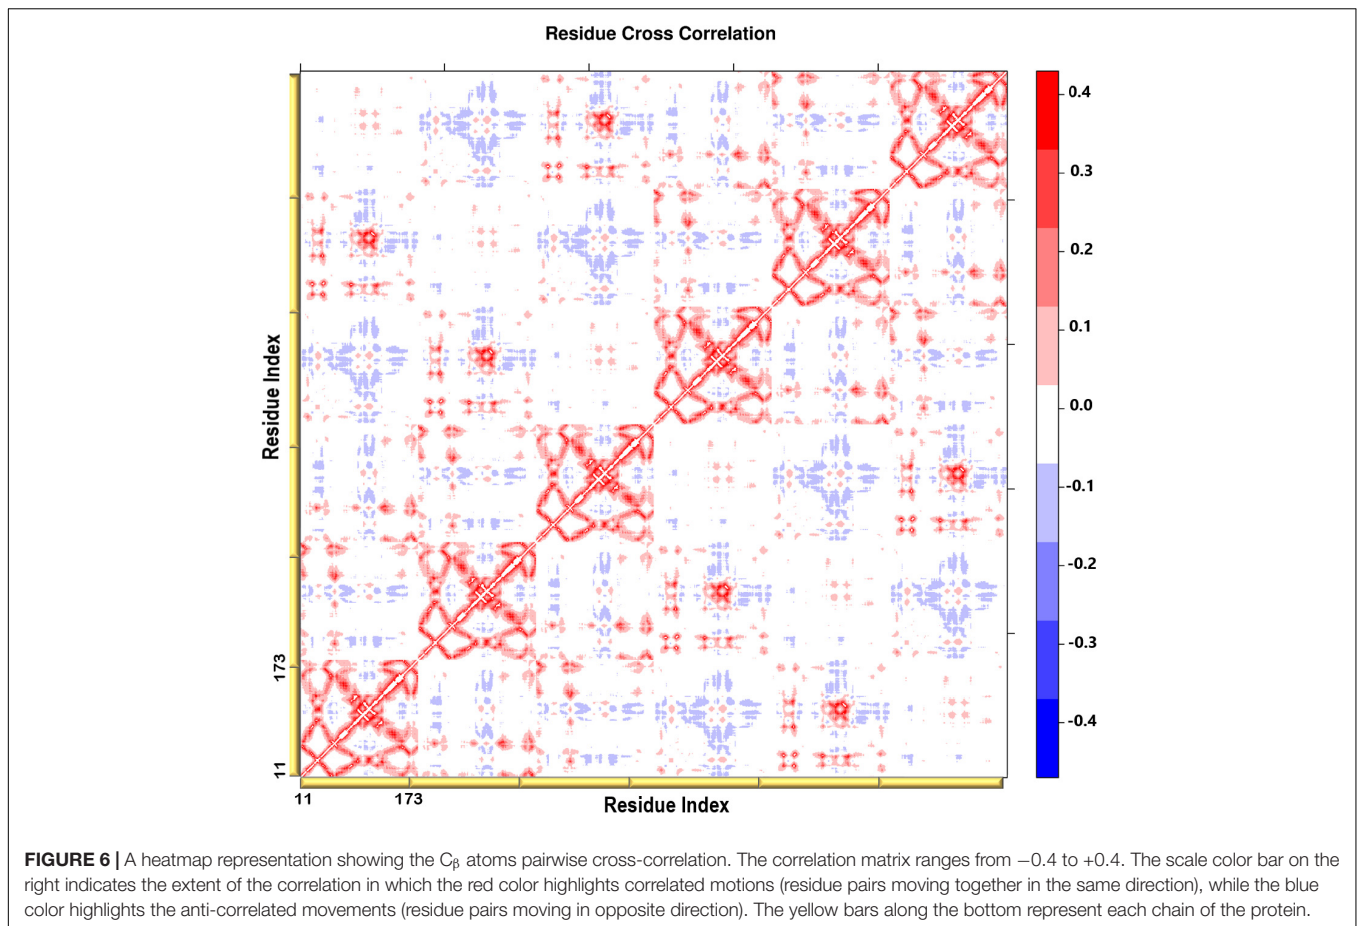 Residue Cross Correlation
0.4
0.3
0.2
0.1
0.0
-0.1
-0.2
-0.3
-0.4
Residue Index
173
11
11
173
Residue Index
FIGURE 6 | A heatmap representation showing the Cβ atoms pairwise cross-correlation. The correlation matrix ranges from −0.4 to +0.4. The scale color bar on the
right indicates the extent of the correlation in which the red color highlights correlated motions (residue pairs moving together in the same direction), while the blue
color highlights the anti-correlated movements (residue pairs moving in opposite direction). The yellow bars along the bottom represent each chain of the protein.